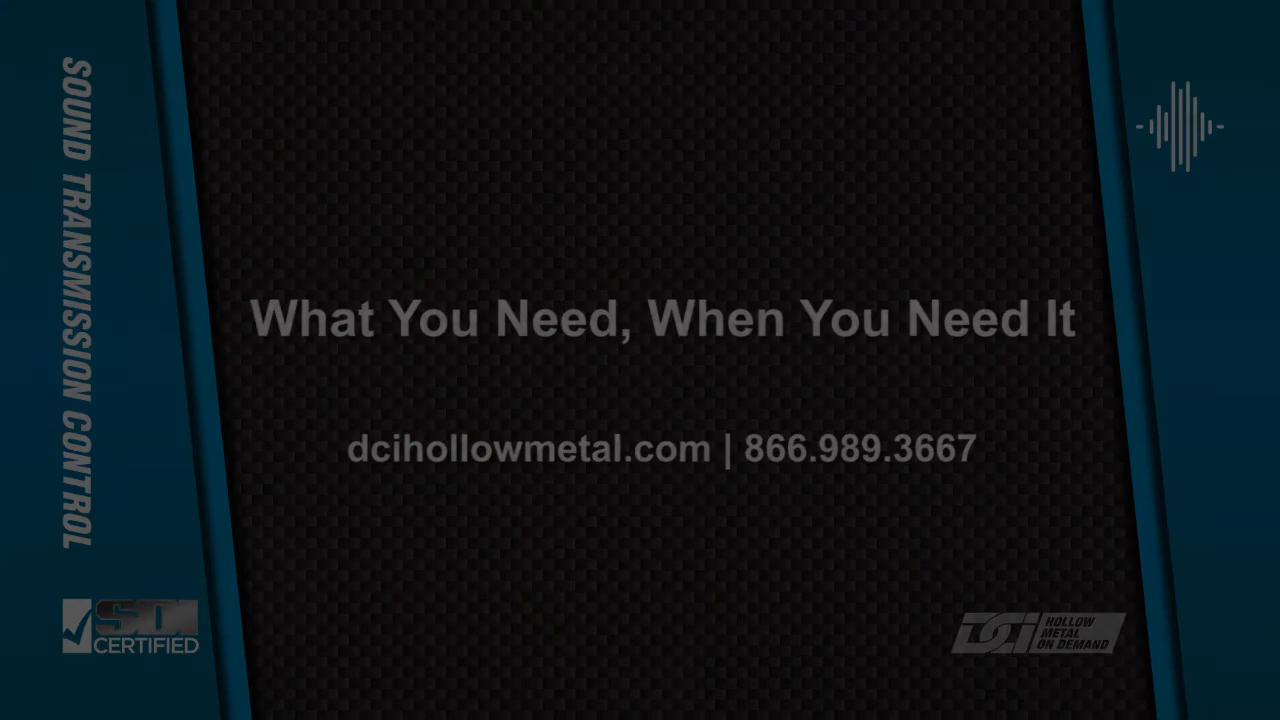 SOUND TRANSMISSION CONTROL
What You Need, When You Need It
dcihollowmetal.com | 866.989.3667
SDI
CERTIFIED
DCI
HOLLOW
METAL
ON DEMAND